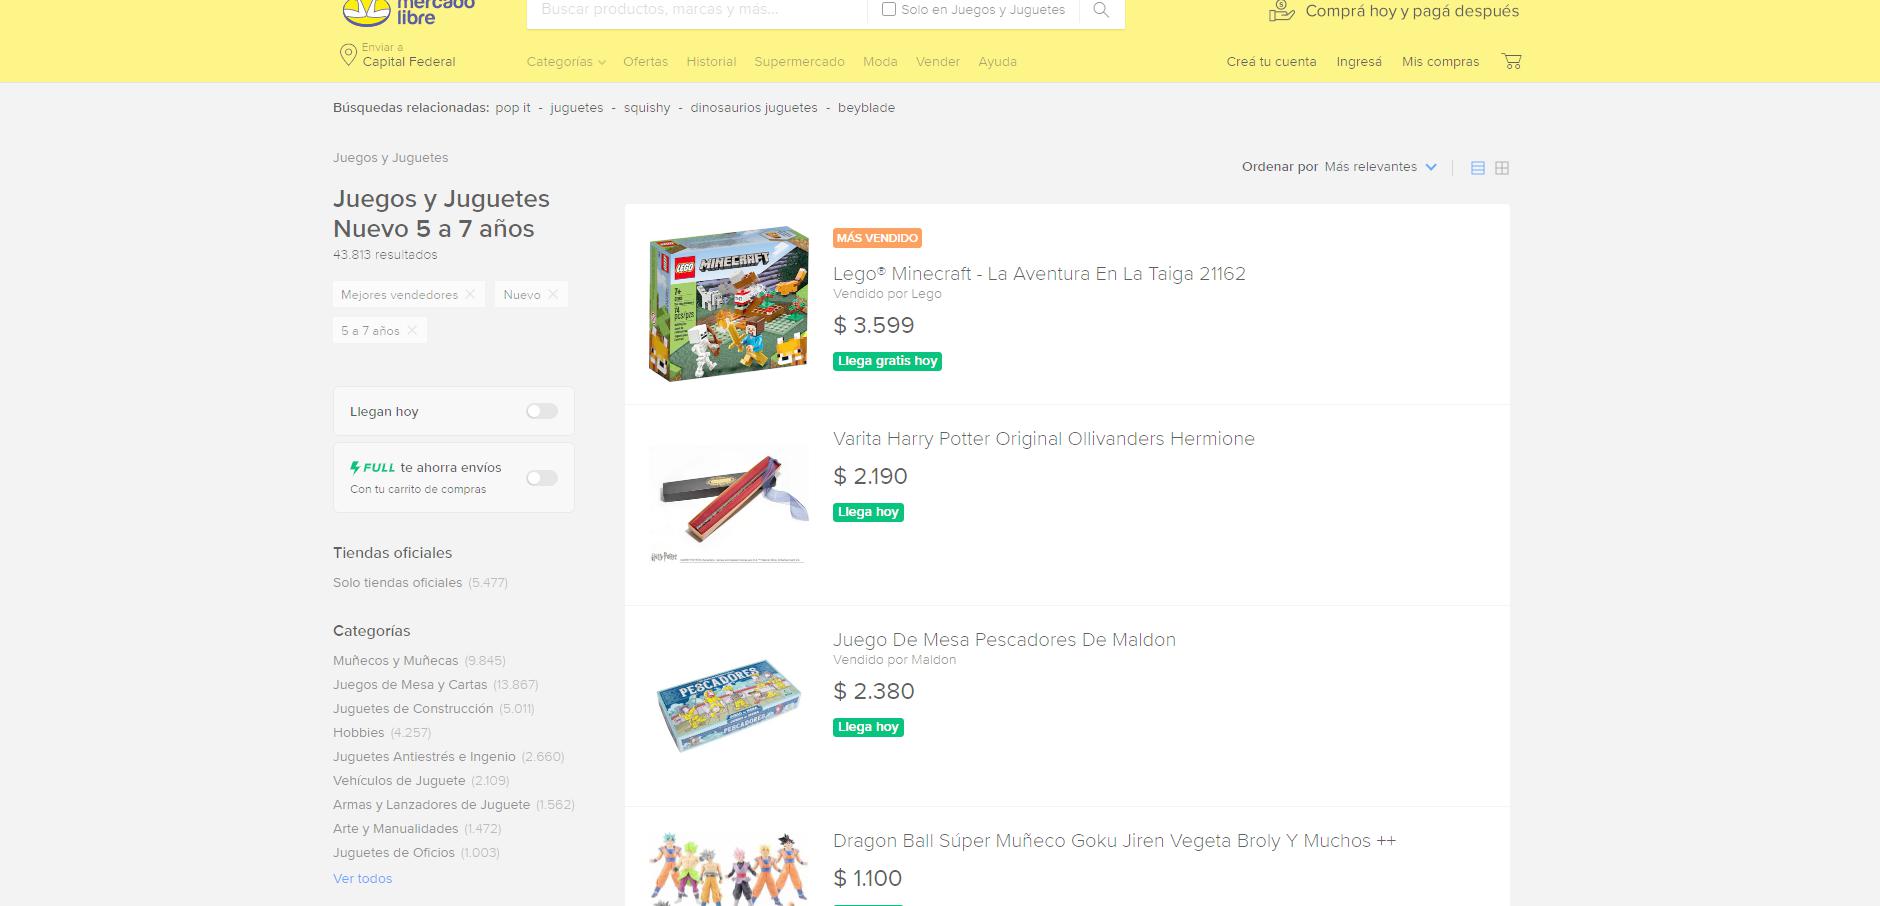 mercado
libre
Buscar productos, marcas y más...
Solo en Juegos y Juguetes
Comprá hoy y pagá después
Enviar a
Capital Federal
Categorías
Ofertas
Historial
Supermercado
Moda
Vender
Ayuda
Creá tu cuenta
Ingresá
Mis compras
Búsquedas relacionadas: pop it - juguetes - squishy - dinosaurios juguetes - beyblade
Juegos y Juguetes
Ordenar por Más relevantes
Juegos y Juguetes
Nuevo 5 a 7 años
43.813 resultados
Mejores vendedores
Nuevo
5 a 7 años
Llegan hoy
FULL te ahorra envíos
Con tu carrito de compras
Tiendas oficiales
Solo tiendas oficiales (5.477)
Categorías
Muñecos y Muñecas (9.845)
Juegos de Mesa y Cartas (13.867)
Juguetes de Construcción (5.011)
Hobbies (4.257)
Juguetes Antiestrés e Ingenio (2.660)
Vehículos de Juguete (2.109)
Armas y Lanzadores de Juguete (1.562)
Arte y Manualidades (1.472)
Juguetes de Oficios (1.003)
Ver todos
LEGO
LEGO MINECRAFT
7+
MÁS VENDIDO
Lego® Minecraft - La Aventura En La Taiga 21162
Vendido por Lego
$ 3.599
Llega gratis hoy
Harry Potter
Varita Harry Potter Original Ollivanders Hermione
$ 2.190
Llega hoy
PESCADORES
PESCADORES
Juego De Mesa Pescadores De Maldon
Vendido por Maldon
$ 2.380
Llega hoy
Dragon Ball Súper Muñeco Goku Jiren Vegeta Broly Y Muchos ++
$ 1.100